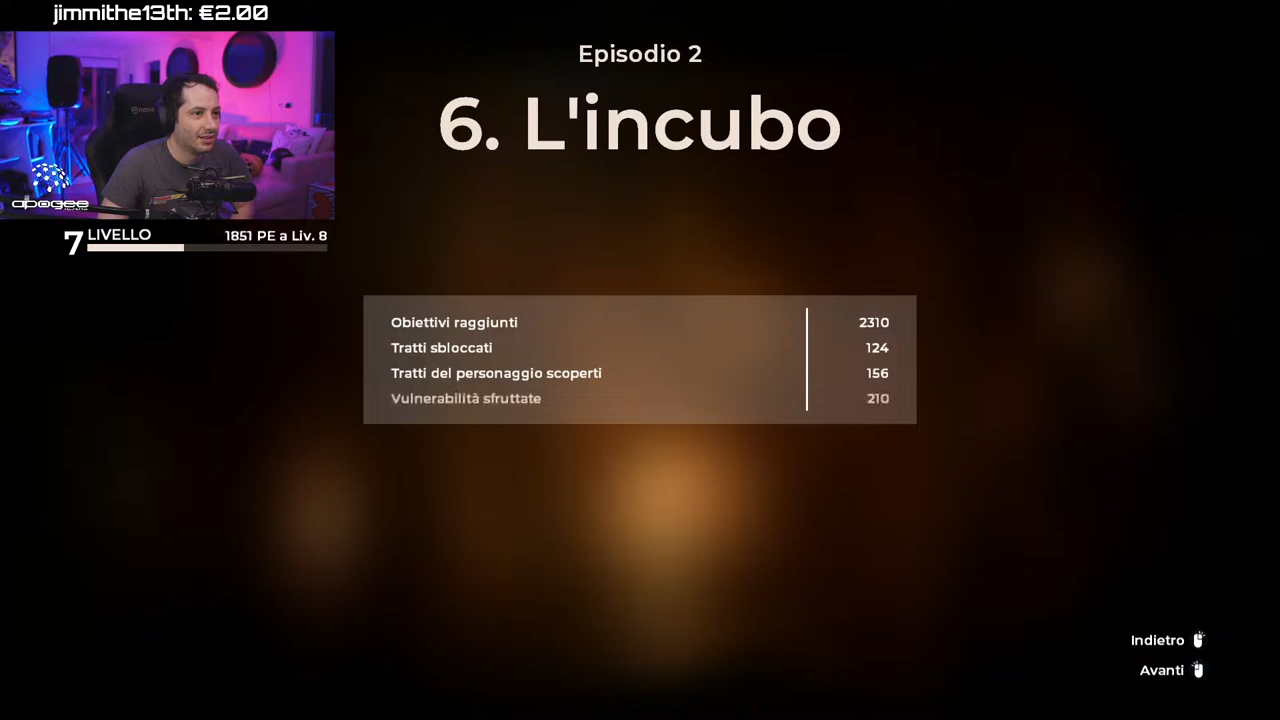 jimmithe13th: €2.00
Episodio 2
6. L'incubo
apogee
7 LIVELLO 1851 PE a Liv. 8
Obiettivi raggiunti 2310
Tratti sbloccati 124
Tratti del personaggio scoperti 156
Vulnerabilità sfruttate 210
Indietro
Avanti